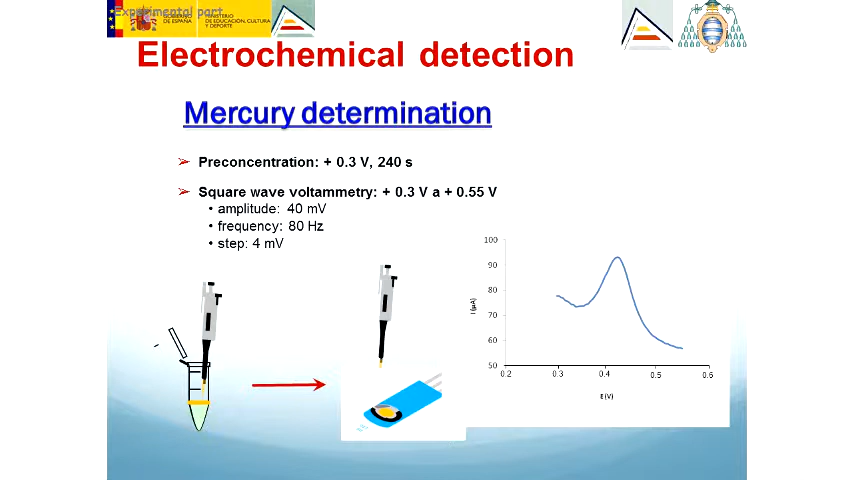 Experimental part
GOBIERNO
DE ESPAÑA
MINISTERIO
DE EDUCACIÓN, CULTURA
Y DEPORTE
Electrochemical detection
Mercury determination
➢ Preconcentration: + 0.3 V, 240 s
➢ Square wave voltammetry: + 0.3 V a + 0.55 V
• amplitude: 40 mV
• frequency: 80 Hz
• step: 4 mV
100
90
80
70
60
50
I (µA)
0.2 0.3 0.4 0.5 0.6
E (V)